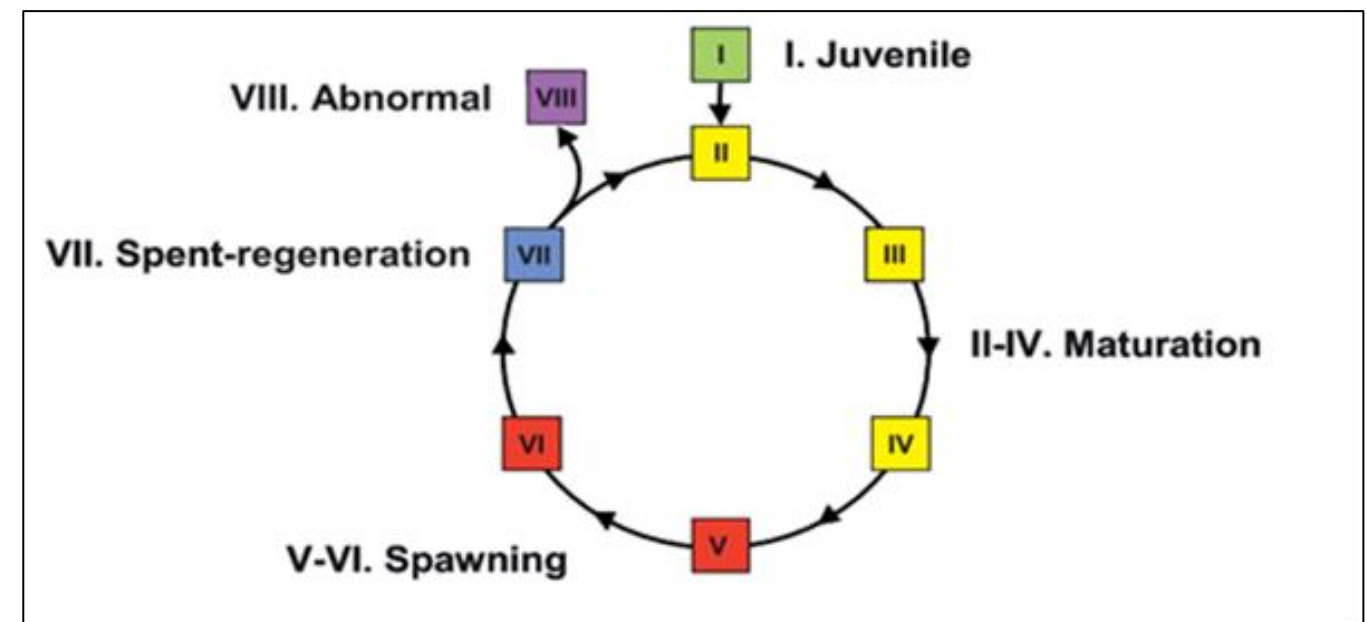 I
I. Juvenile
VIII. Abnormal
VIII
II
VII. Spent-regeneration
VII
III
II-IV. Maturation
VI
IV
V-VI. Spawning
V